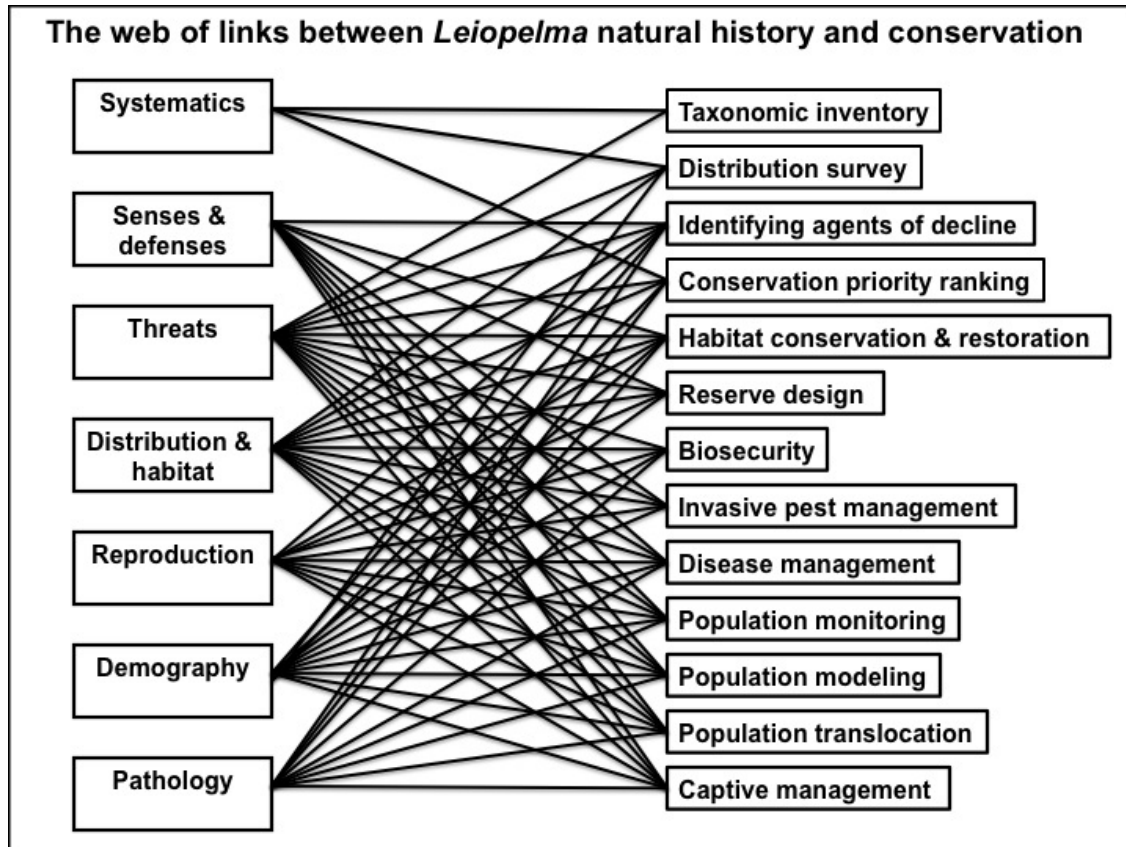 The web of links between Leiopelma natural history and conservation
Systematics
Senses &
defenses
Threats
Distribution &
habitat
Reproduction
Demography
Pathology
Taxonomic inventory
Distribution survey
Identifying agents of decline
Conservation priority ranking
Habitat conservation & restoration
Reserve design
Biosecurity
Invasive pest management
Disease management
Population monitoring
Population modeling
Population translocation
Captive management